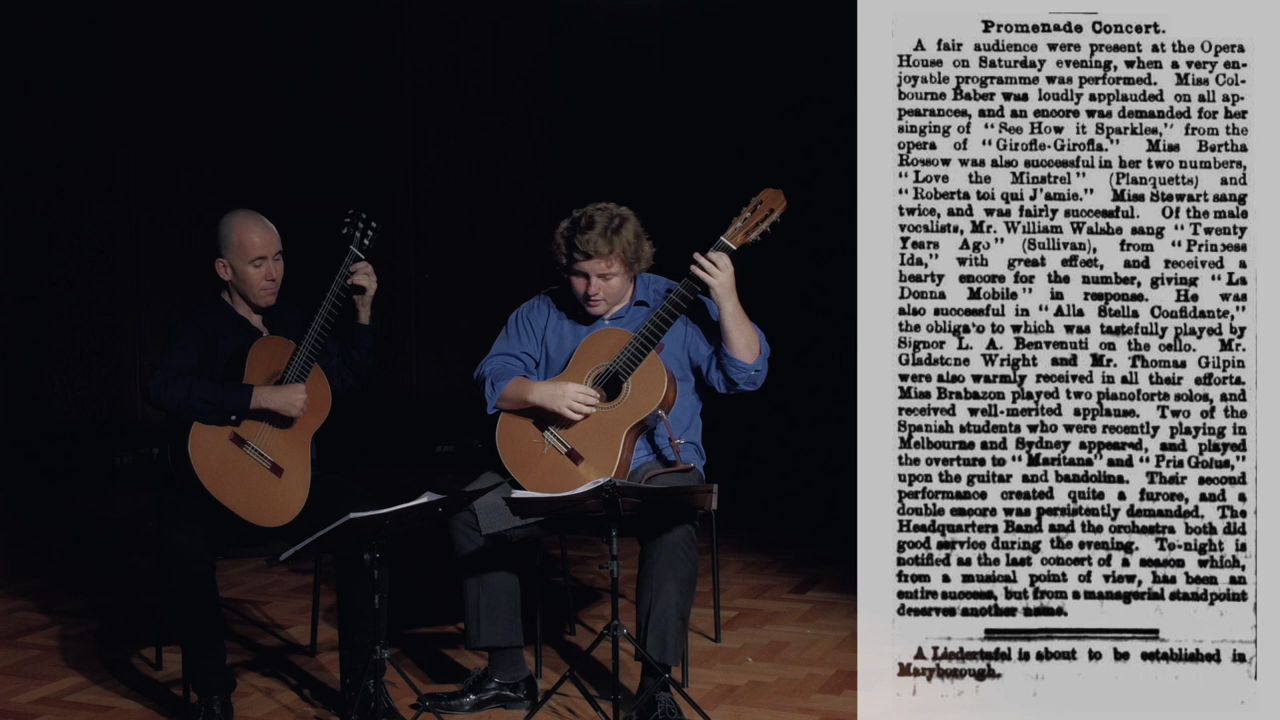 Promenade Concert.
A fair audience were present at the Opera
House on Saturday evening, when a very en-
joyable programme was performed. Miss Col-
bourne Baber was loudly applauded on all ap-
pearances, and an encore was demanded for her
singing of "See How it Sparkles," from the
opera of "Girofle-Girofla." Miss Bertha
Rossow was also successful in her two numbers,
"Love the Minstrel" (Planquetts) and
"Roberta toi qui J'amie." Miss Stewart sang
twice, and was fairly successful. Of the male
vocalists, Mr. William Walshe sang "Twenty
Years Ago" (Sullivan), from "Princess
Ida," with great effect, and received a
hearty encore for the number, giving "La
Donna Mobile" in response. He was
also successful in "Alla Stella Confidante,"
the obligato to which was tastefully played by
Signor L. A. Benvenuti on the cello. Mr.
Gladstone Wright and Mr. Thomas Gilpin
were also warmly received in all their efforts.
Miss Brabazon played two pianoforte solos, and
received well-merited applause. Two of the
Spanish students who were recently playing in
Melbourne and Sydney appeared, and played
the overture to "Maritana" and "Pris Golus,"
upon the guitar and bandolina. Their second
performance created quite a furore, and a
double encore was persistently demanded. The
Headquarters Band and the orchestra both did
good service during the evening. To-night is
notified as the last concert of a season which,
from a musical point of view, has been an
entire success, but from a managerial standpoint
deserves another name.
A Liedertafel is about to be established in
Maryborough.